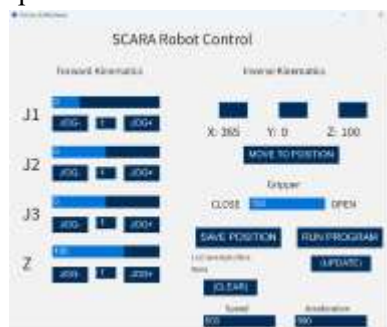 SCARA Robot Control
Forward Kinematics
Inverse Kinematics
J1
JOG-
1
JOG+
X: 365 Y: 0 Z: 100
MOVE TO POSITION
J2
JOG-
1
JOG+
Gripper
CLOSE
OPEN
J3
JOG-
1
JOG+
SAVE POSITION
RUN PROGRAM
(UPDATE)
Z
100
JOG-
JOG+
(CLEAR)
Speed
Acceleration
500
500